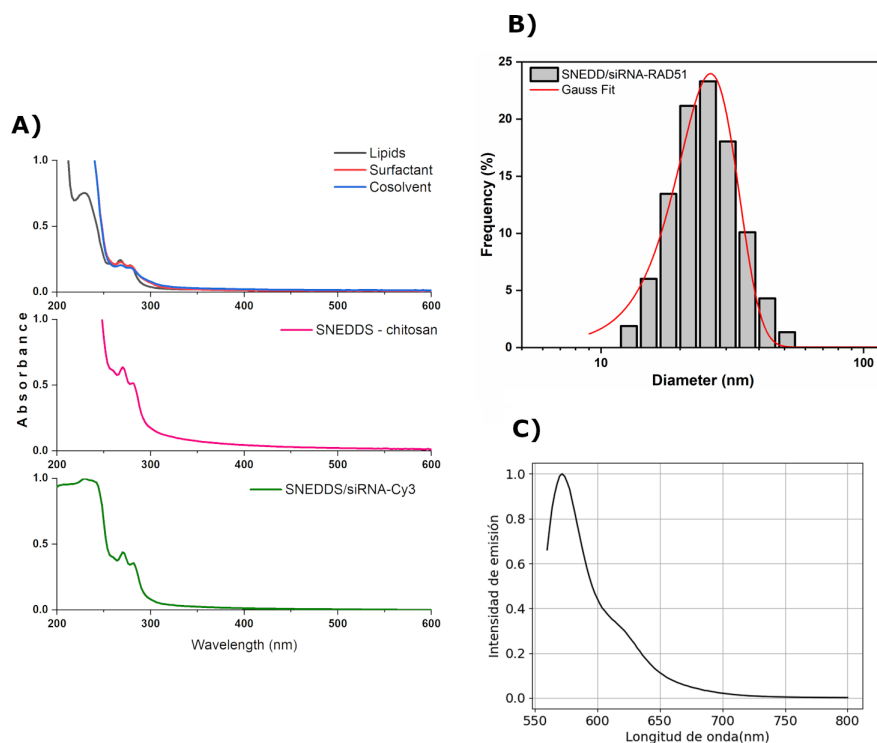 A)
1.0
0.5
0.0
200
300
400
500
600
Lipids
Surfactant
Cosolvent
1.0
0.5
0.0
200
300
400
500
600
SNEDDS - chitosan
1.0
0.5
0.0
200
300
400
500
600
SNEDDS/siRNA-Cy3
Absorbance
Wavelength (nm)
B)
25
20
15
10
5
0
10
100
SNEDD/siRNA-RAD51
Gauss Fit
Frequency (%)
Diameter (nm)
C)
1.0
0.8
0.6
0.4
0.2
0.0
550
600
650
700
750
800
Intensidad de emisión
Longitud de onda(nm)